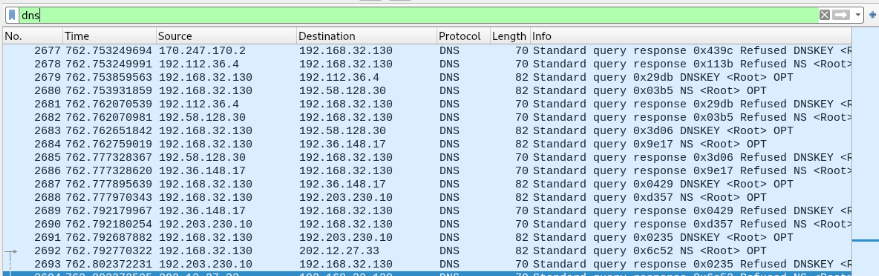 dns
No. Time Source Destination Protocol Length Info
2677 762.753249694 170.247.170.2 192.168.32.130 DNS 70 Standard query response 0x439c Refused DNSKEY <R
2678 762.753249991 192.112.36.4 192.168.32.130 DNS 70 Standard query response 0x113b Refused NS <Root>
2679 762.753859563 192.168.32.130 192.112.36.4 DNS 82 Standard query 0x29db DNSKEY <Root> OPT
2680 762.753931859 192.168.32.130 192.58.128.30 DNS 82 Standard query 0x03b5 NS <Root> OPT
2681 762.762070539 192.112.36.4 192.168.32.130 DNS 70 Standard query response 0x29db Refused DNSKEY <R
2682 762.762070981 192.58.128.30 192.168.32.130 DNS 70 Standard query response 0x03b5 Refused NS <Root>
2683 762.762651842 192.168.32.130 192.58.128.30 DNS 82 Standard query 0x3d06 DNSKEY <Root> OPT
2684 762.762759019 192.168.32.130 192.36.148.17 DNS 82 Standard query 0x9e17 NS <Root> OPT
2685 762.777328367 192.58.128.30 192.168.32.130 DNS 70 Standard query response 0x3d06 Refused DNSKEY <R
2686 762.777328620 192.36.148.17 192.168.32.130 DNS 70 Standard query response 0x9e17 Refused NS <Root>
2687 762.777895639 192.168.32.130 192.36.148.17 DNS 82 Standard query 0x0429 DNSKEY <Root> OPT
2688 762.777970343 192.168.32.130 192.203.230.10 DNS 82 Standard query 0xd357 NS <Root> OPT
2689 762.792179967 192.36.148.17 192.168.32.130 DNS 70 Standard query response 0x0429 Refused DNSKEY <R
2690 762.792180254 192.203.230.10 192.168.32.130 DNS 70 Standard query response 0xd357 Refused NS <Root>
2691 762.792687882 192.168.32.130 192.203.230.10 DNS 82 Standard query 0x0235 DNSKEY <Root> OPT
2692 762.792770322 192.168.32.130 202.12.27.33 DNS 82 Standard query 0x6c52 NS <Root> OPT
2693 762.802372231 192.203.230.10 192.168.32.130 DNS 70 Standard query response 0x0235 Refused DNSKEY <R